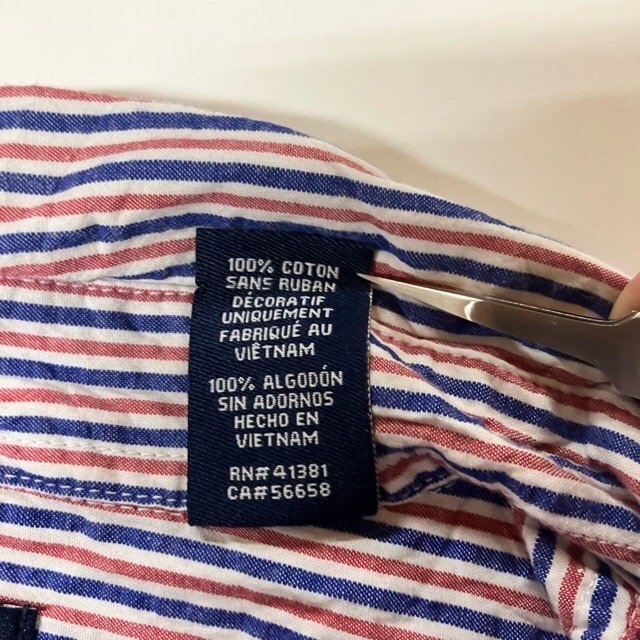 100% COTON
SANS RUBAN
DÉCORATIF
UNIQUEMENT
FABRIQUÉ AU
VIÊTNAM
100% ALGODÓN
SIN ADORNOS
HECHO EN
VIETNAM
RN# 41381
CA# 56658